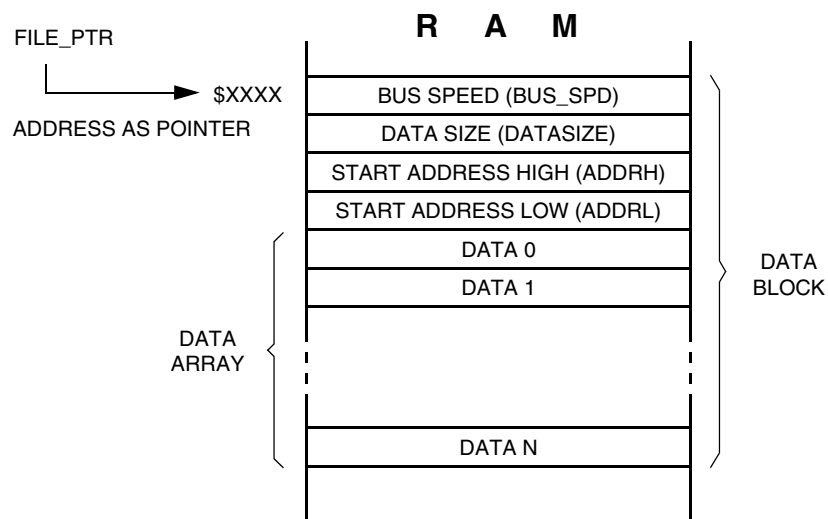 R A M
FILE_PTR
$XXXX
BUS SPEED (BUS_SPD)
ADDRESS AS POINTER
DATA SIZE (DATASIZE)
START ADDRESS HIGH (ADDRH)
START ADDRESS LOW (ADDRL)
DATA 0
DATA 1
DATA
BLOCK
DATA
ARRAY
DATA N